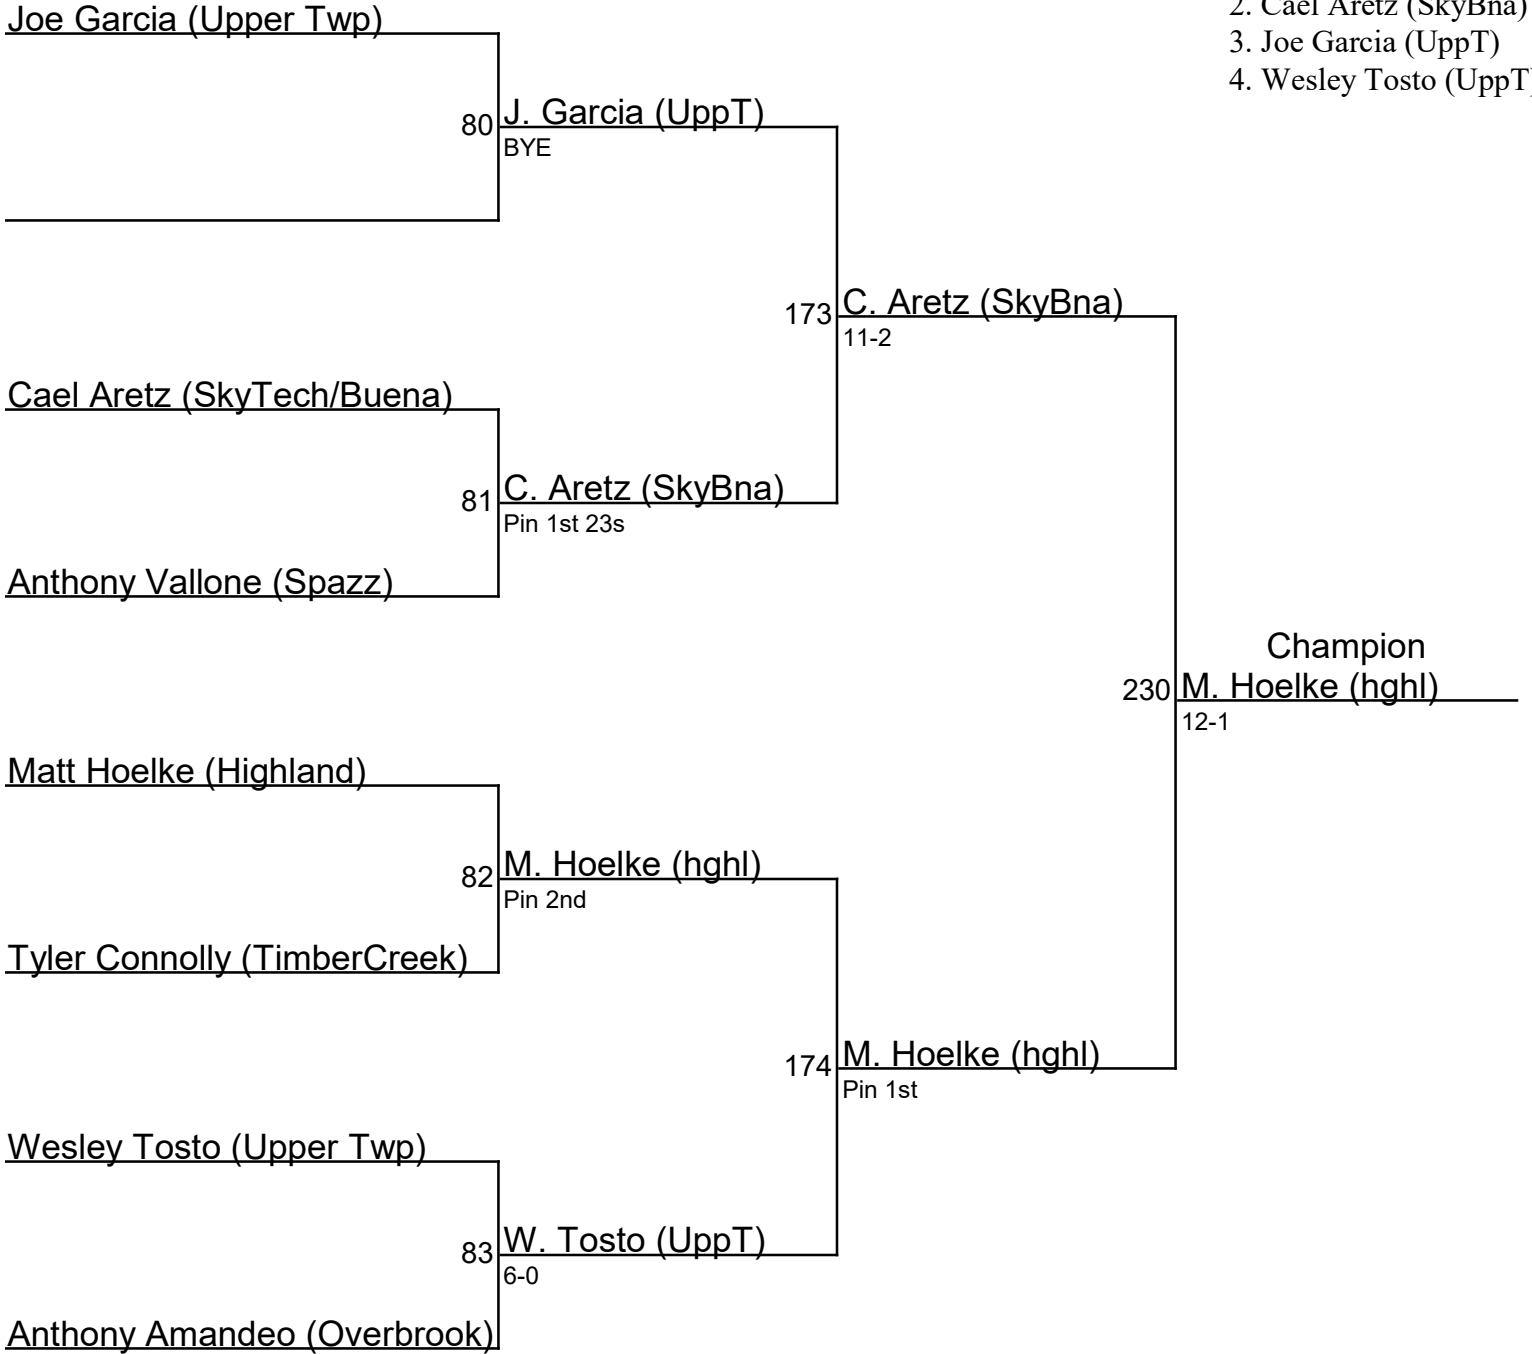 Joe Garcia (Upper Twp)
2. Cael Aretz (SkyBna)
3. Joe Garcia (UppT)
4. Wesley Tosto (UppT)
80 J. Garcia (UppT)
BYE
173 C. Aretz (SkyBna)
11-2
Cael Aretz (SkyTech/Buena)
81 C. Aretz (SkyBna)
Pin 1st 23s
Anthony Vallone (Spazz)
Champion
230 M. Hoelke (hghl)
12-1
Matt Hoelke (Highland)
82 M. Hoelke (hghl)
Pin 2nd
Tyler Connolly (TimberCreek)
174 M. Hoelke (hghl)
Pin 1st
Wesley Tosto (Upper Twp)
83 W. Tosto (UppT)
6-0
Anthony Amandeo (Overbrook)